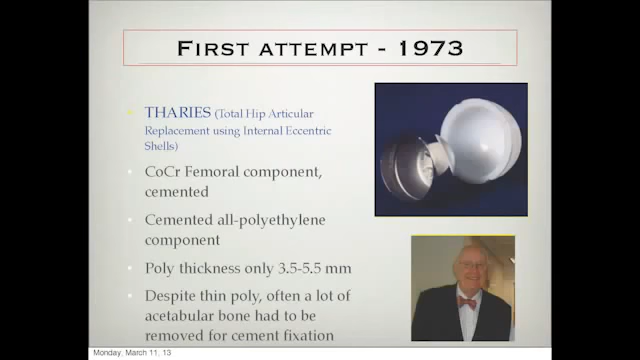 FIRST ATTEMPT - 1973
THARIES (Total Hip Articular
Replacement using Internal Eccentric
Shells)
CoCr Femoral component,
cemented
Cemented all-polyethylene
component
Poly thickness only 3.5-5.5 mm
Despite thin poly, often a lot of
acetabular bone had to be
removed for cement fixation
Monday, March 11, 13